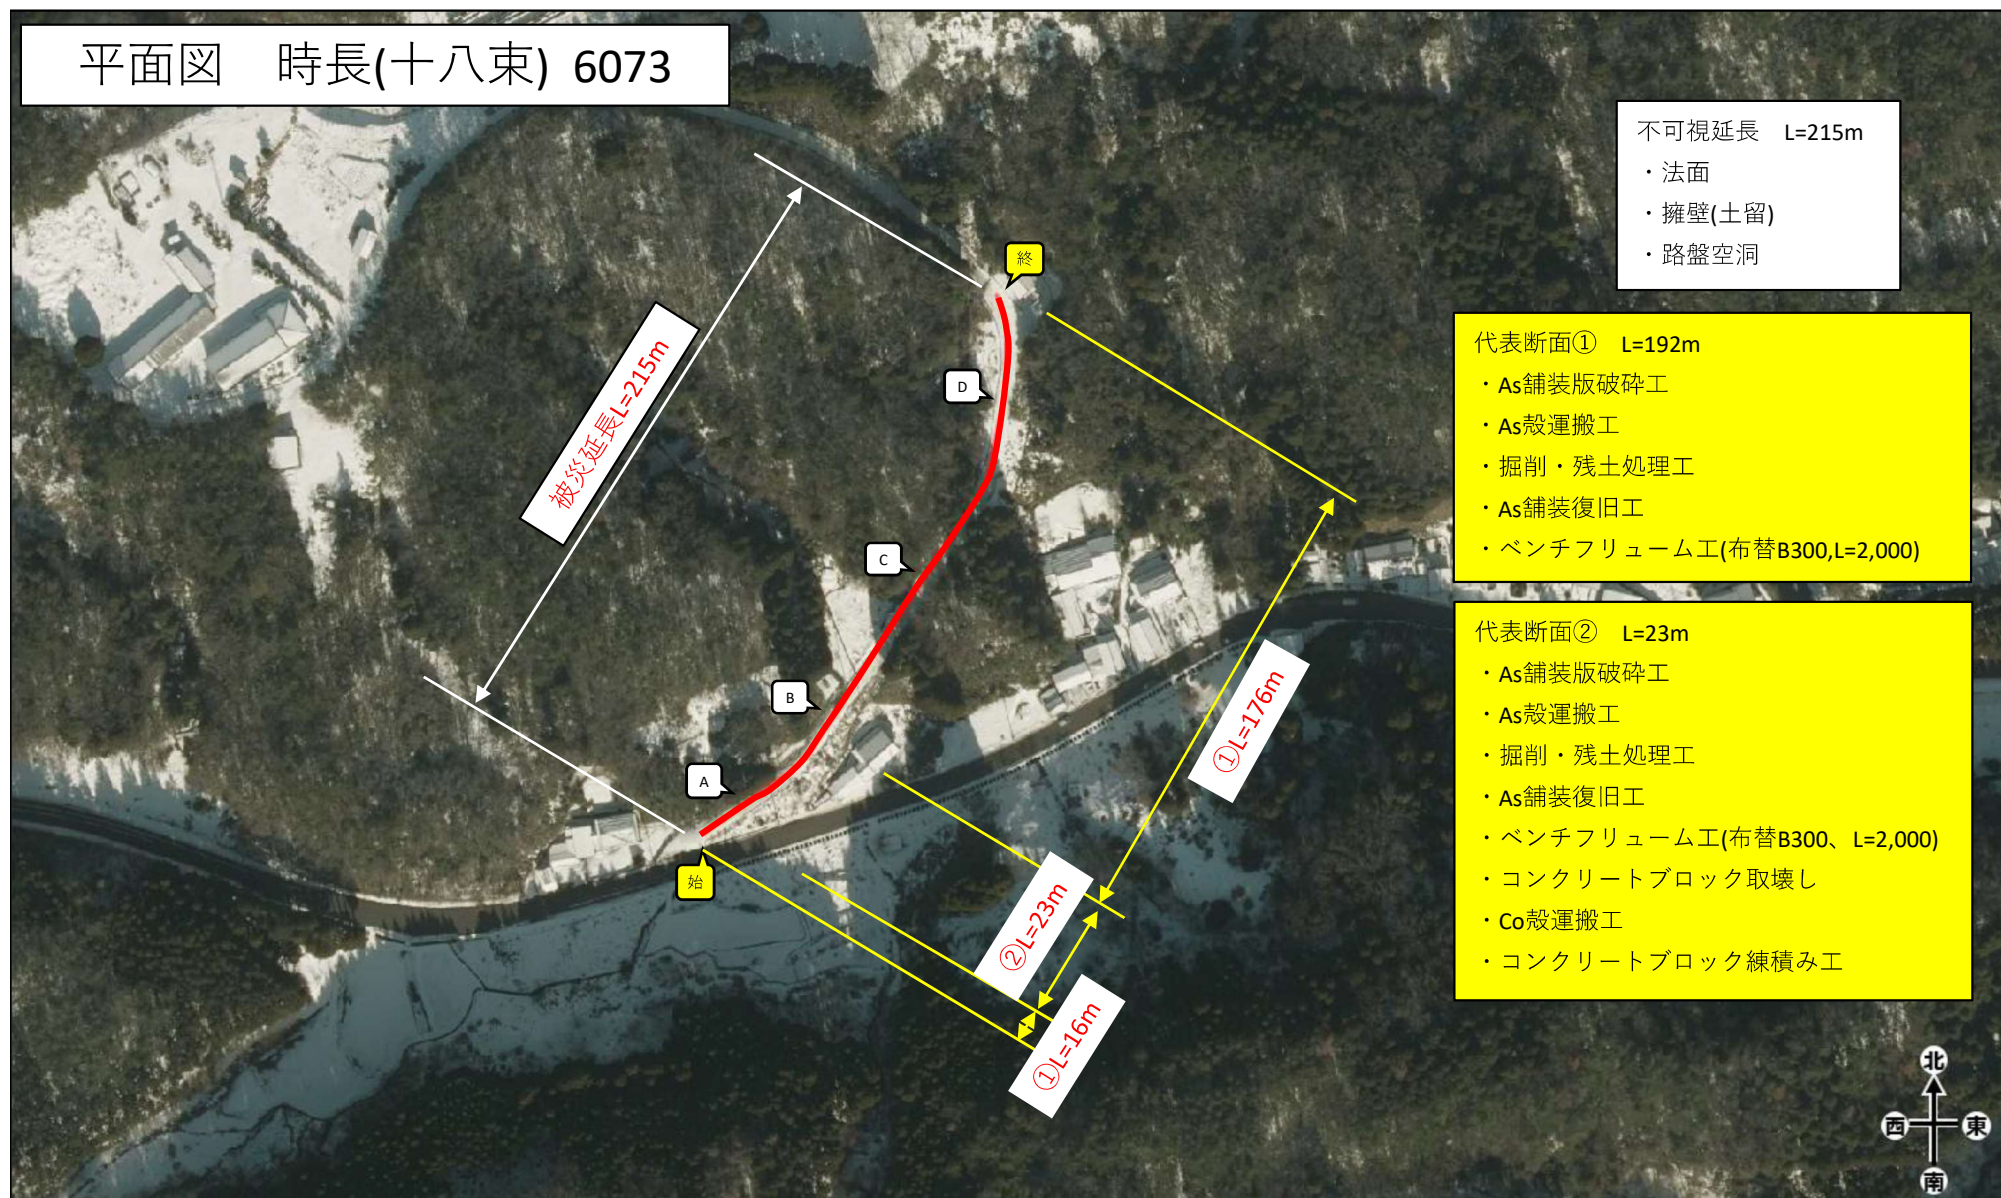 平面図　時長(十八束) 6073
不可視延長　L=215m
・法面
・擁壁(土留)
・路盤空洞
代表断面①　L=192m
・As舗装版破砕工
・As殻運搬工
・掘削・残土処理工
・As舗装復旧工
・ベンチフリューム工(布替B300,L=2,000)
代表断面②　L=23m
・As舗装版破砕工
・As殻運搬工
・掘削・残土処理工
・As舗装復旧工
・ベンチフリューム工(布替B300、L=2,000)
・コンクリートブロック取壊し
・Co殻運搬工
・コンクリートブロック練積み工
終
D
被災延長L=215m
C
B
A
始
①L=176m
②L=23m
①L=16m
北
西
東
南